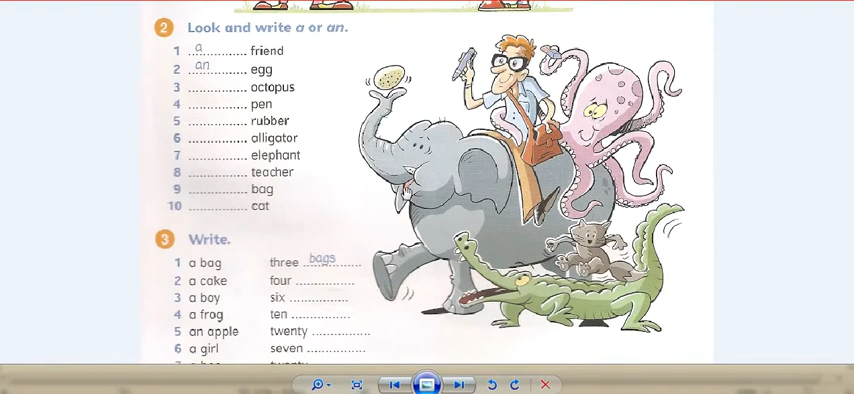 2 Look and write a or an.
1 ...a............ friend
2 ...an........... egg
3 .................. octopus
4 .................. pen
5 .................. rubber
6 .................. alligator
7 .................. elephant
8 .................. teacher
9 .................. bag
10 .................. cat
3 Write.
1 a bag three ...bags............
2 a cake four ..................
3 a boy six ..................
4 a frog ten ..................
5 an apple twenty ..................
6 a girl seven ..................